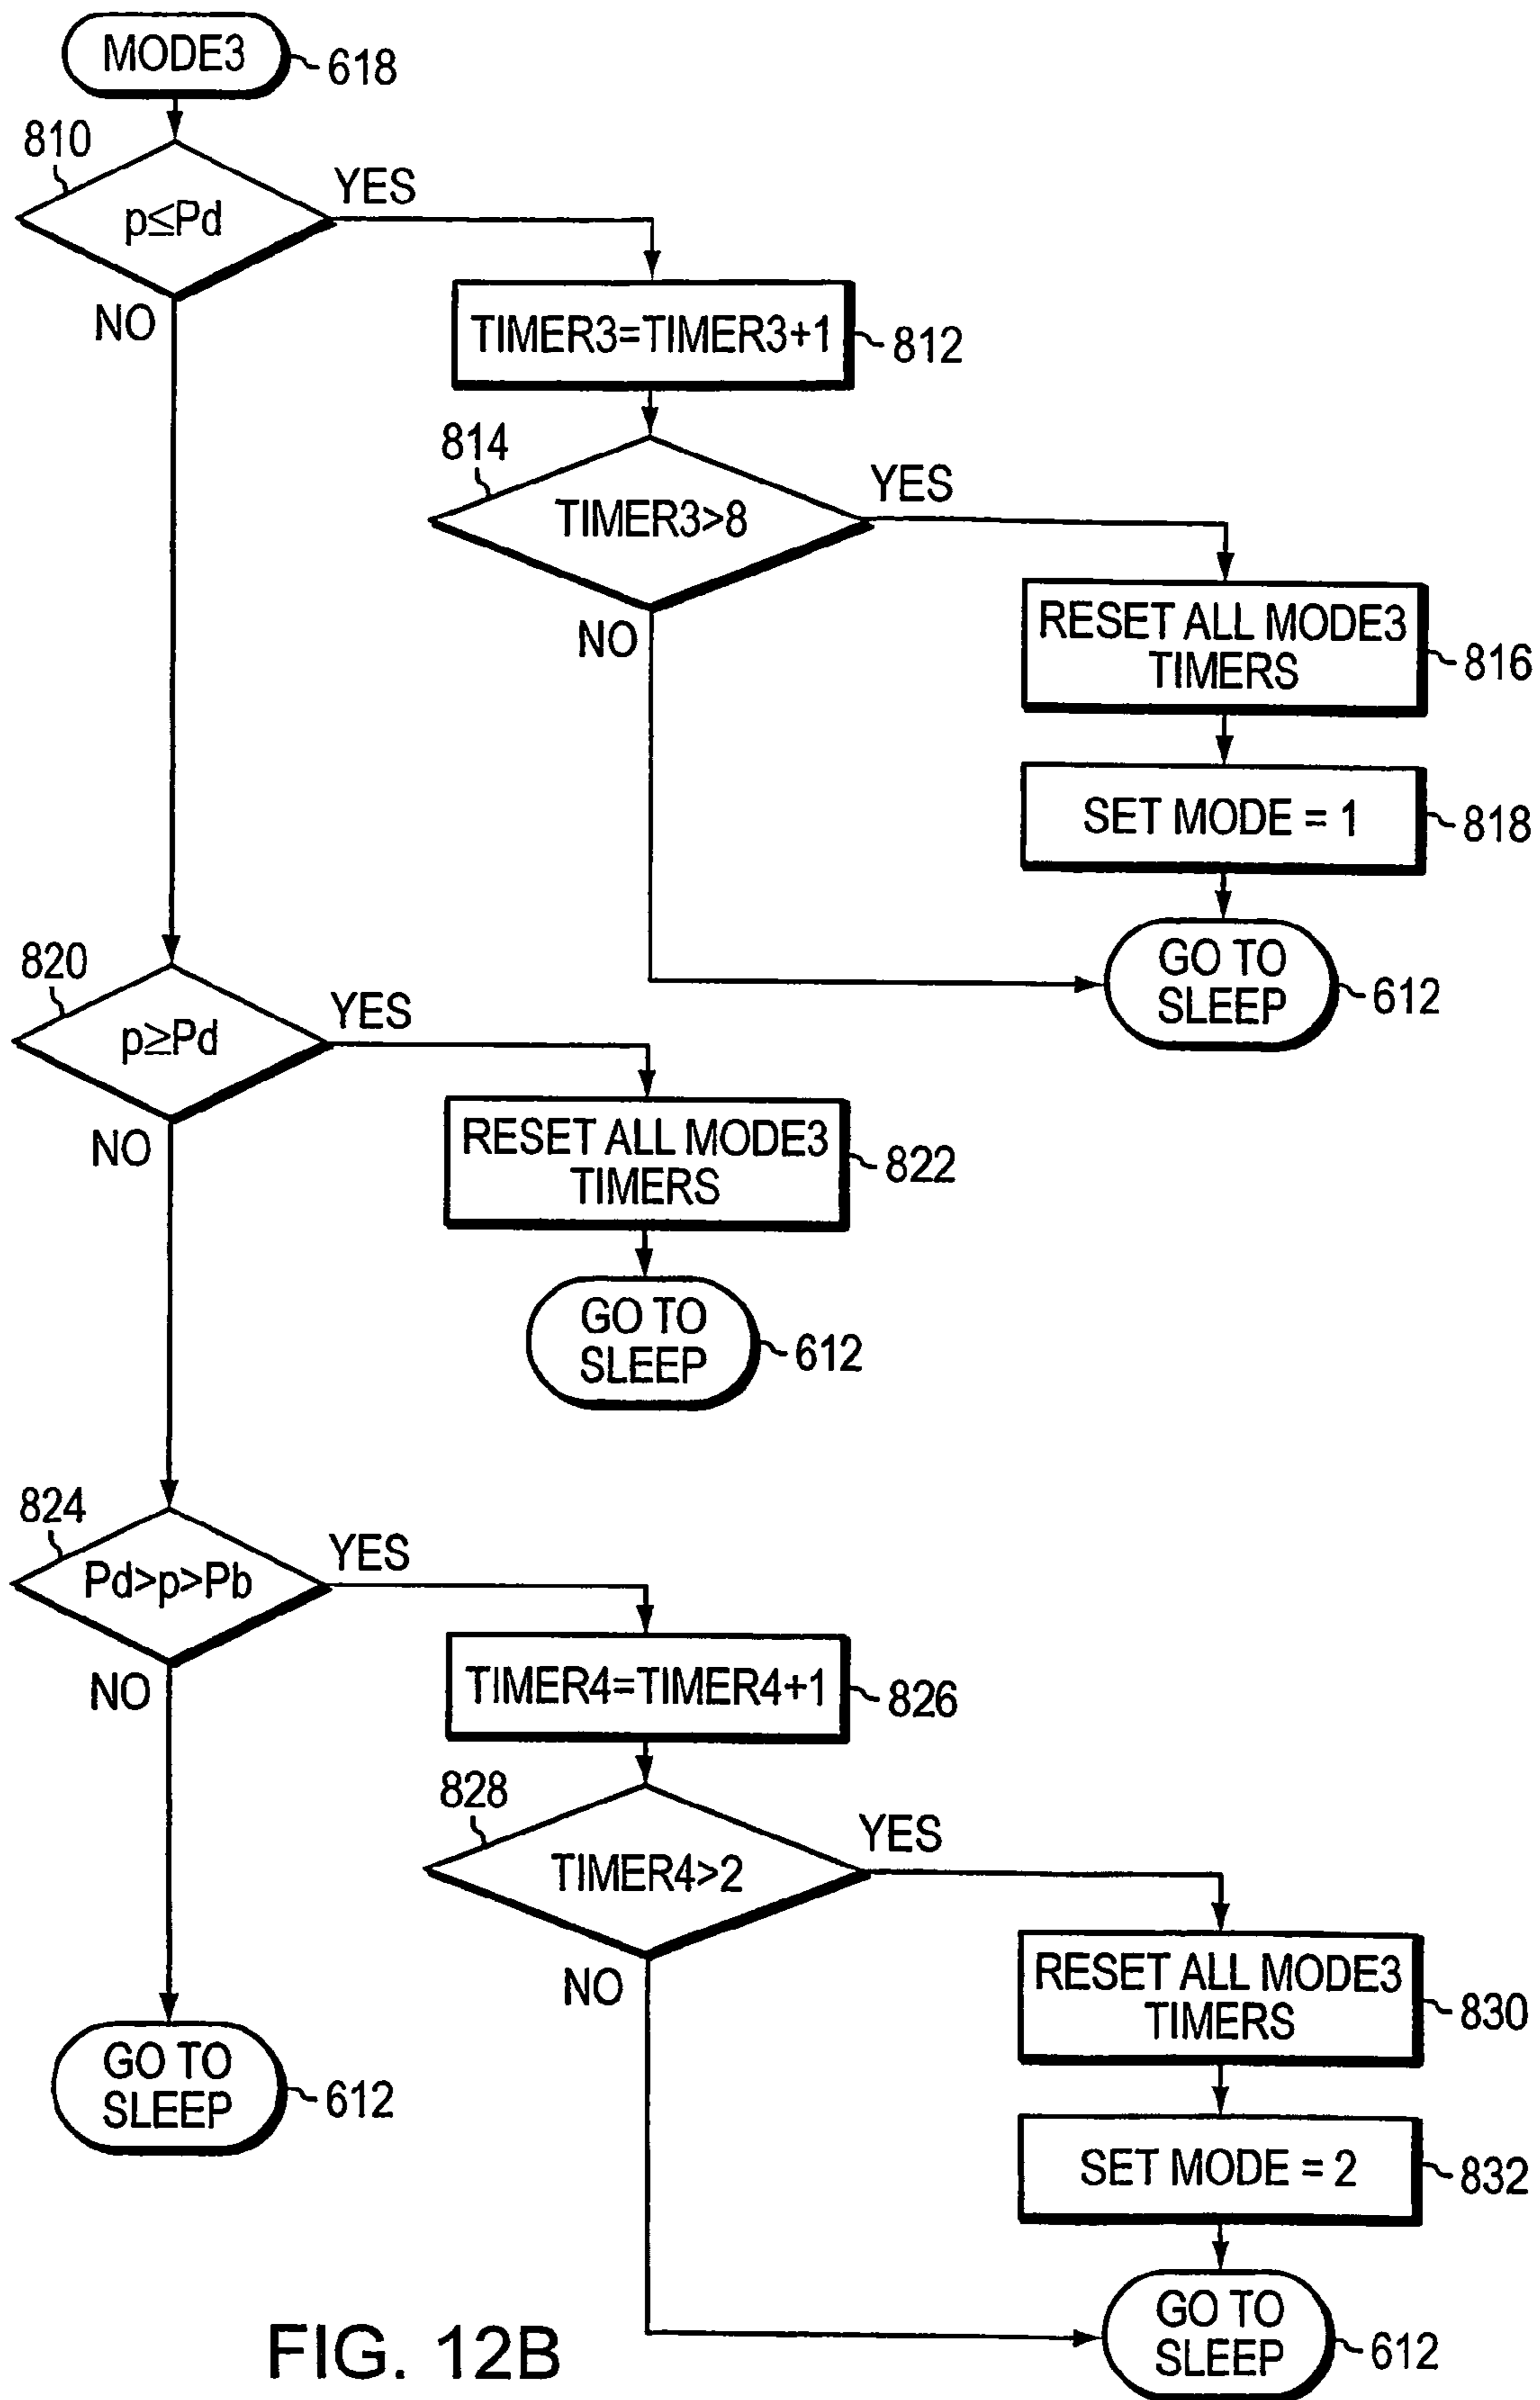 MODE3
618
810
p≤Pd
YES
NO
TIMER3=TIMER3+1
812
814
TIMER3>8
YES
NO
RESET ALL MODE3
TIMERS
816
SET MODE = 1
818
GO TO
SLEEP
612
820
p≥Pd
YES
NO
RESET ALL MODE3
TIMERS
822
GO TO
SLEEP
612
824
Pd>p>Pb
YES
NO
TIMER4=TIMER4+1
826
828
TIMER4>2
YES
NO
RESET ALL MODE3
TIMERS
830
GO TO
SLEEP
612
SET MODE = 2
832
GO TO
SLEEP
612
FIG. 12B